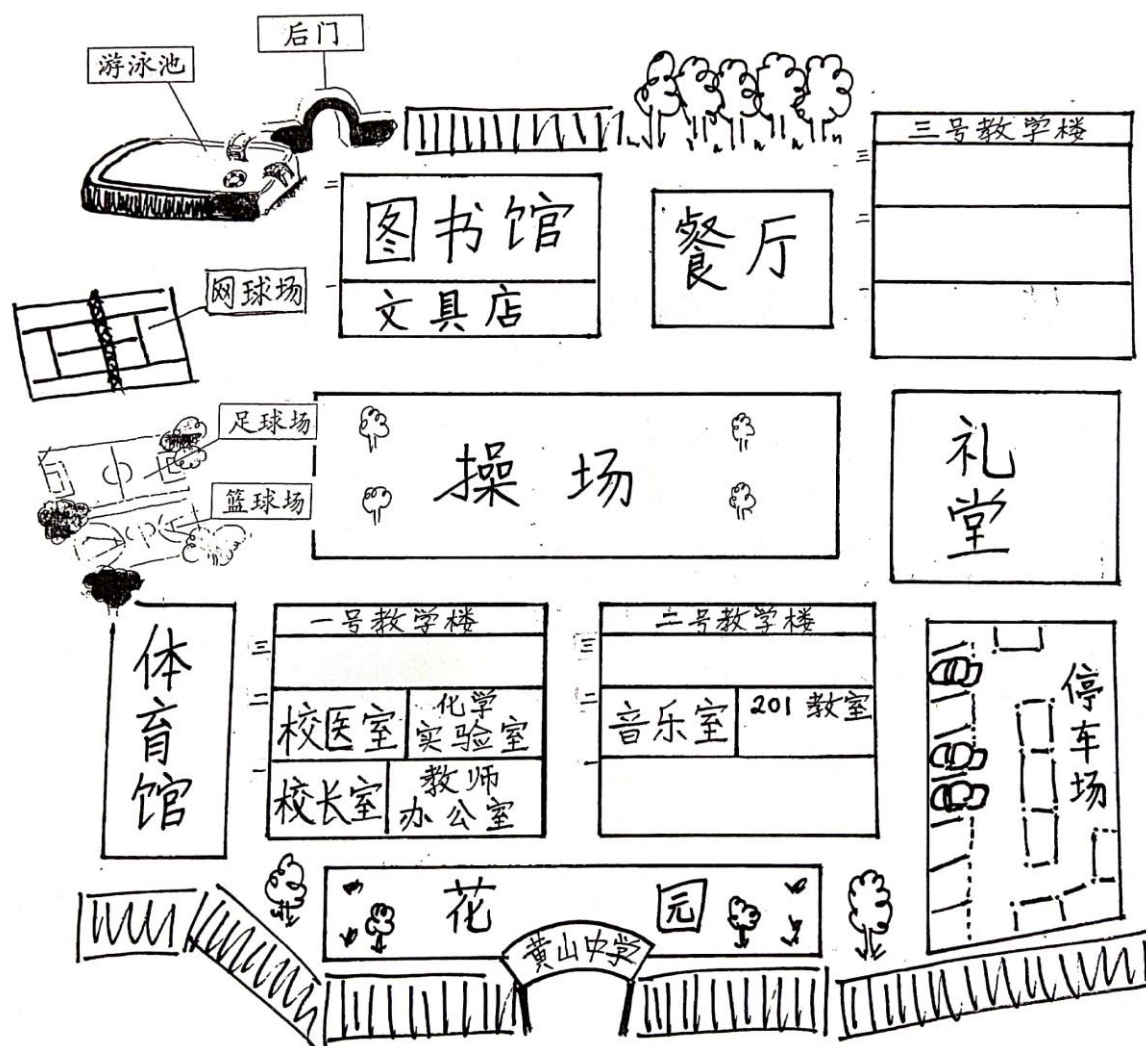 后门
游泳池
三号教学楼
三
二
一
二
图书馆
一
文具店
餐厅
网球场
足球场
篮球场
操场
礼堂
体育馆
一号教学楼
三
二
校医室
化学
实验室
一
校长室
教师
办公室
二号教学楼
三
二
音乐室
201 教室
一
停车场
花园
黄山中学